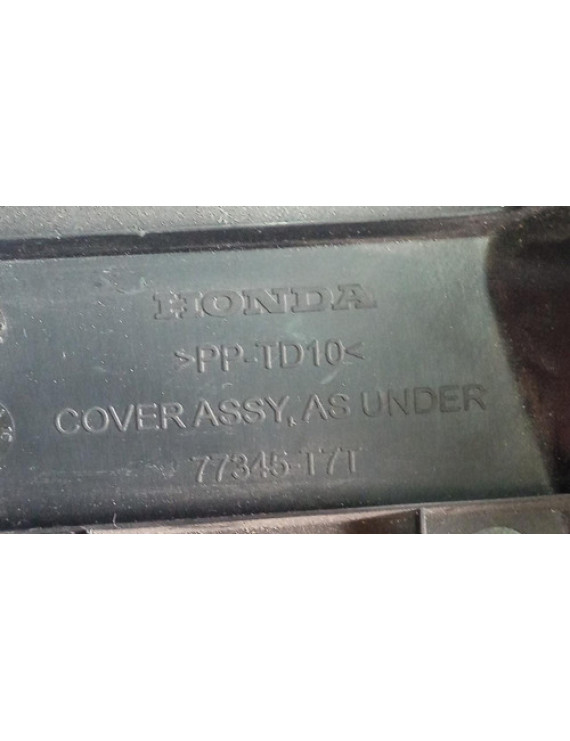 HONDA
>PP-TD10<
COVER ASSY, AS UNDER
77345-T7T